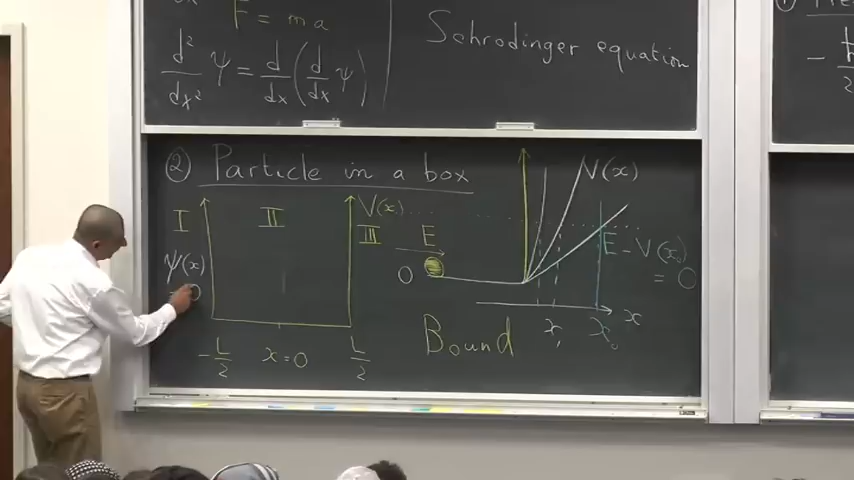 F = ma
d²/dx² ψ = d/dx (d/dx ψ)
Schrodinger equation
② Particle in a box
I
II
V(x)
III
ψ(x)
= 0
-L/2
x=0
L/2
V(x)
E
0
E - V(x₀)
= 0
Bound
x₁
x₀
x
①